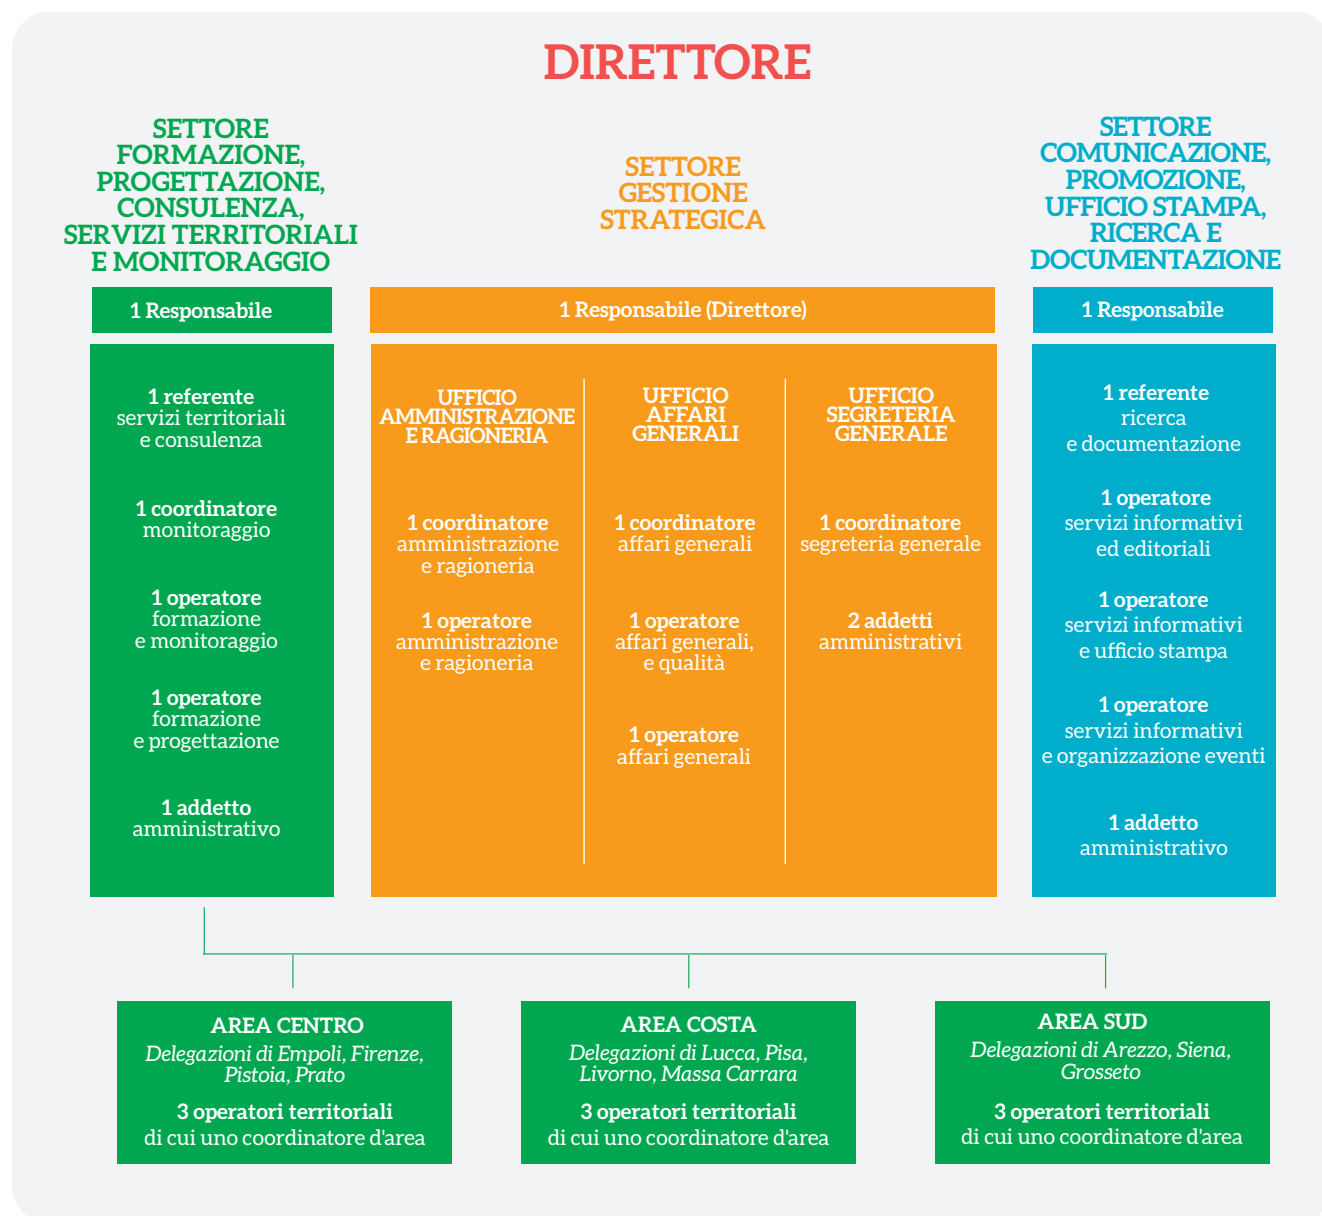 DIRETTORE
SETTORE
FORMAZIONE,
PROGETTAZIONE,
CONSULENZA,
SERVIZI TERRITORIALI
E MONITORAGGIO
1 Responsabile
1 referente
servizi territoriali
e consulenza
1 coordinatore
monitoraggio
1 operatore
formazione
e monitoraggio
1 operatore
formazione
e progettazione
1 addetto
amministrativo
SETTORE
GESTIONE
STRATEGICA
1 Responsabile (Direttore)
UFFICIO
AMMINISTRAZIONE
E RAGIONERIA
1 coordinatore
amministrazione
e ragioneria
1 operatore
amministrazione
e ragioneria
UFFICIO
AFFARI
GENERALI
1 coordinatore
affari generali
1 operatore
affari generali,
e qualità
1 operatore
affari generali
UFFICIO
SEGRETERIA
GENERALE
1 coordinatore
segreteria generale
2 addetti
amministrativi
SETTORE
COMUNICAZIONE,
PROMOZIONE,
UFFICIO STAMPA,
RICERCA E
DOCUMENTAZIONE
1 Responsabile
1 referente
ricerca
e documentazione
1 operatore
servizi informativi
ed editoriali
1 operatore
servizi informativi
e ufficio stampa
1 operatore
servizi informativi
e organizzazione eventi
1 addetto
amministrativo
AREA CENTRO
Delegazioni di Empoli, Firenze,
Pistoia, Prato
3 operatori territoriali
di cui uno coordinatore d'area
AREA COSTA
Delegazioni di Lucca, Pisa,
Livorno, Massa Carrara
3 operatori territoriali
di cui uno coordinatore d'area
AREA SUD
Delegazioni di Arezzo, Siena,
Grosseto
3 operatori territoriali
di cui uno coordinatore d'area